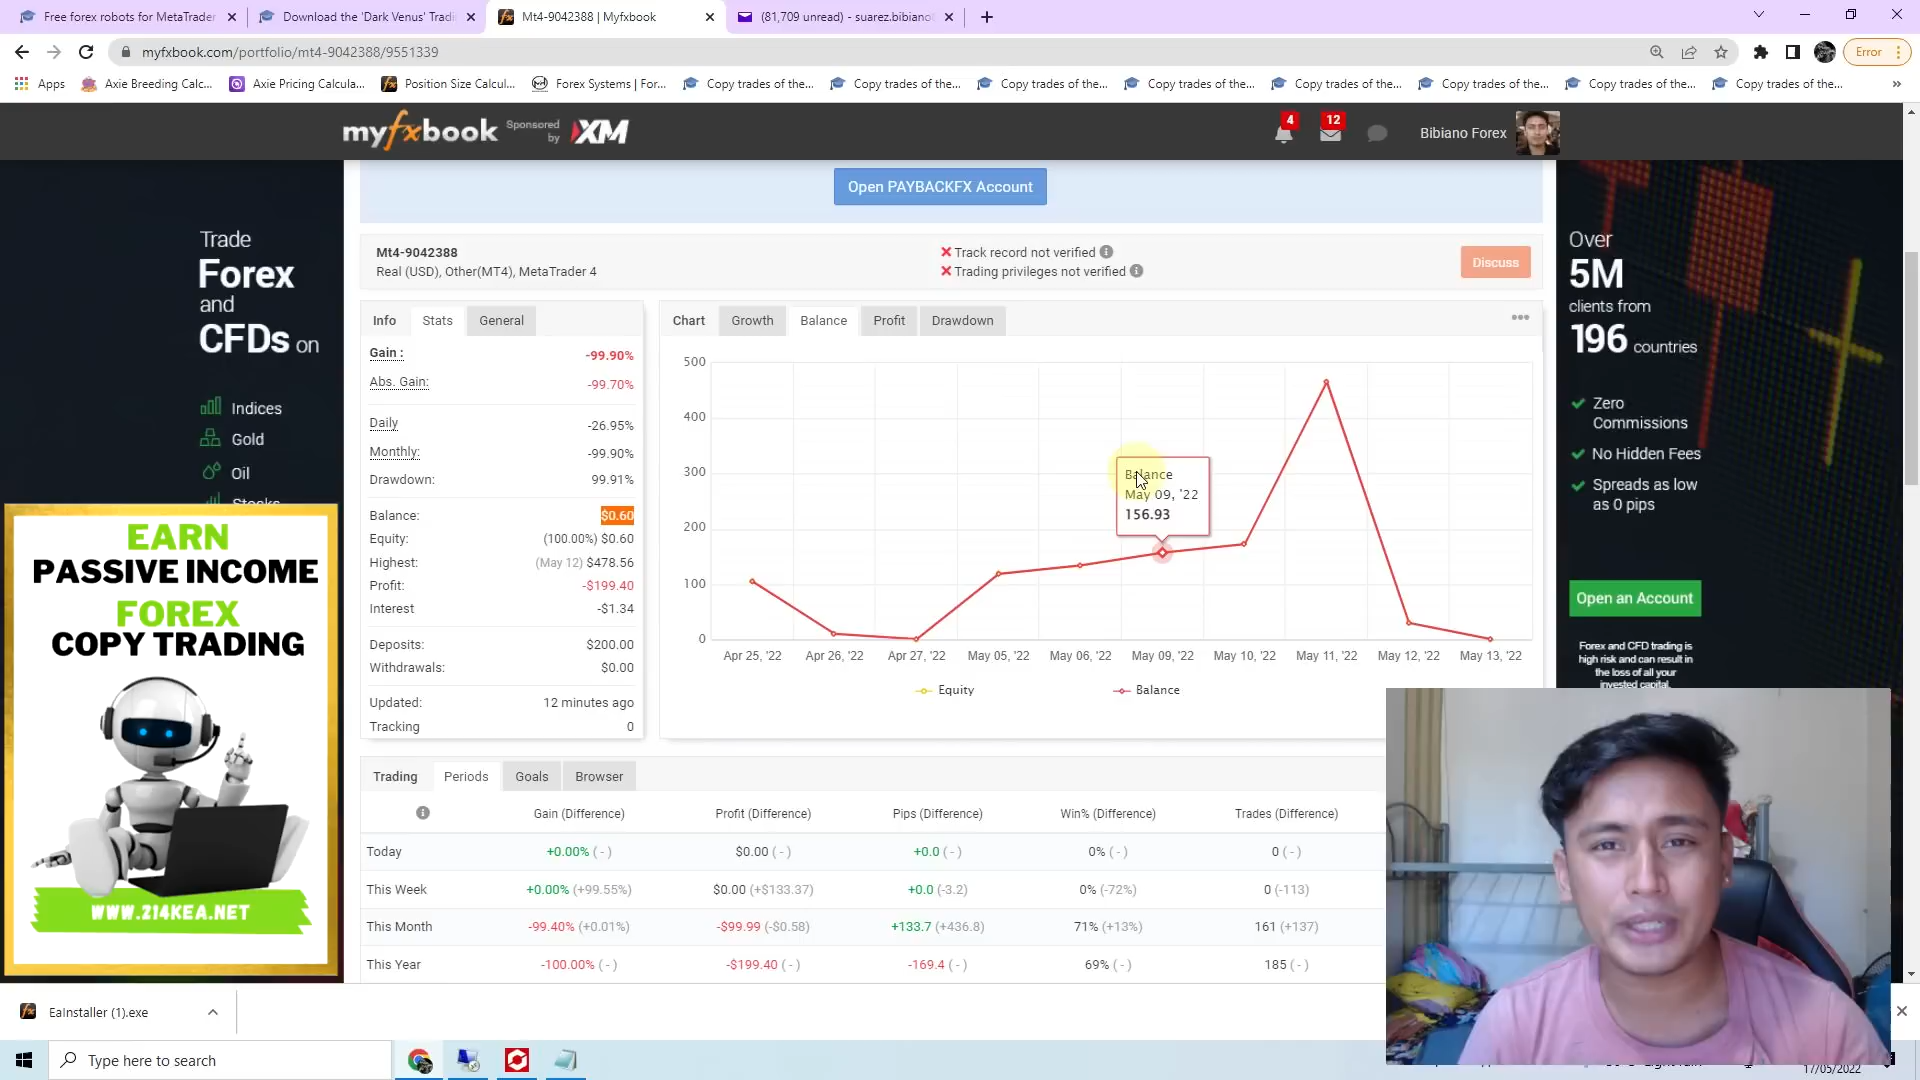 Free forex robots for MetaTrader
Download the 'Dark Venus' Tradi
Mt4-9042388 | Myfxbook
(81,709 unread) - suarez.bibiano
myfxbook.com/portfolio/mt4-9042388/9551339
Error
Apps
Axie Breeding Calc...
Axie Pricing Calcula...
Position Size Calcul...
Forex Systems | For...
Copy trades of the...
Copy trades of the...
Copy trades of the...
Copy trades of the...
Copy trades of the...
Copy trades of the...
Copy trades of the...
Copy trades of the...
myfxbook
Sponsored
by
XM
4
12
Bibiano Forex
Open PAYBACKFX Account
Mt4-9042388
Real (USD), Other(MT4), MetaTrader 4
Track record not verified
Trading privileges not verified
Discuss
Trade
Forex
and
CFDs on
Indices
Gold
Oil
Stocks
Info
Stats
General
Gain :
-99.90%
Abs. Gain:
-99.70%
Daily
-26.95%
Monthly:
-99.90%
Drawdown:
99.91%
Balance:
$0.60
Equity:
(100.00%) $0.60
Highest:
(May 12) $478.56
Profit:
-$199.40
Interest
-$1.34
Deposits:
$200.00
Withdrawals:
$0.00
Updated:
12 minutes ago
Tracking
0
Chart
Growth
Balance
Profit
Drawdown
500
400
300
200
100
0
Balance
May 09, '22
156.93
Apr 25, '22
Apr 26, '22
Apr 27, '22
May 05, '22
May 06, '22
May 09, '22
May 10, '22
May 11, '22
May 12, '22
May 13, '22
Equity
Balance
Over
5M
clients from
196 countries
Zero
Commissions
No Hidden Fees
Spreads as low
as 0 pips
Open an Account
Forex and CFD trading is
high risk and can result in
the loss of all your
invested capital.
EARN
PASSIVE INCOME
FOREX
COPY TRADING
WWW.214KEA.NET
Trading
Periods
Goals
Browser
Gain (Difference)
Profit (Difference)
Pips (Difference)
Win% (Difference)
Trades (Difference)
Today
+0.00% ( - )
$0.00 ( - )
+0.0 ( - )
0% ( - )
0 ( - )
This Week
+0.00% (+99.55%)
$0.00 (+$133.37)
+0.0 (-3.2)
0% (-72%)
0 (-113)
This Month
-99.40% (+0.01%)
-$99.99 (-$0.58)
+133.7 (+436.8)
71% (+13%)
161 (+137)
This Year
-100.00% ( - )
-$199.40 ( - )
-169.4 ( - )
69% ( - )
185 ( - )
EaInstaller (1).exe
Type here to search
17/05/2022